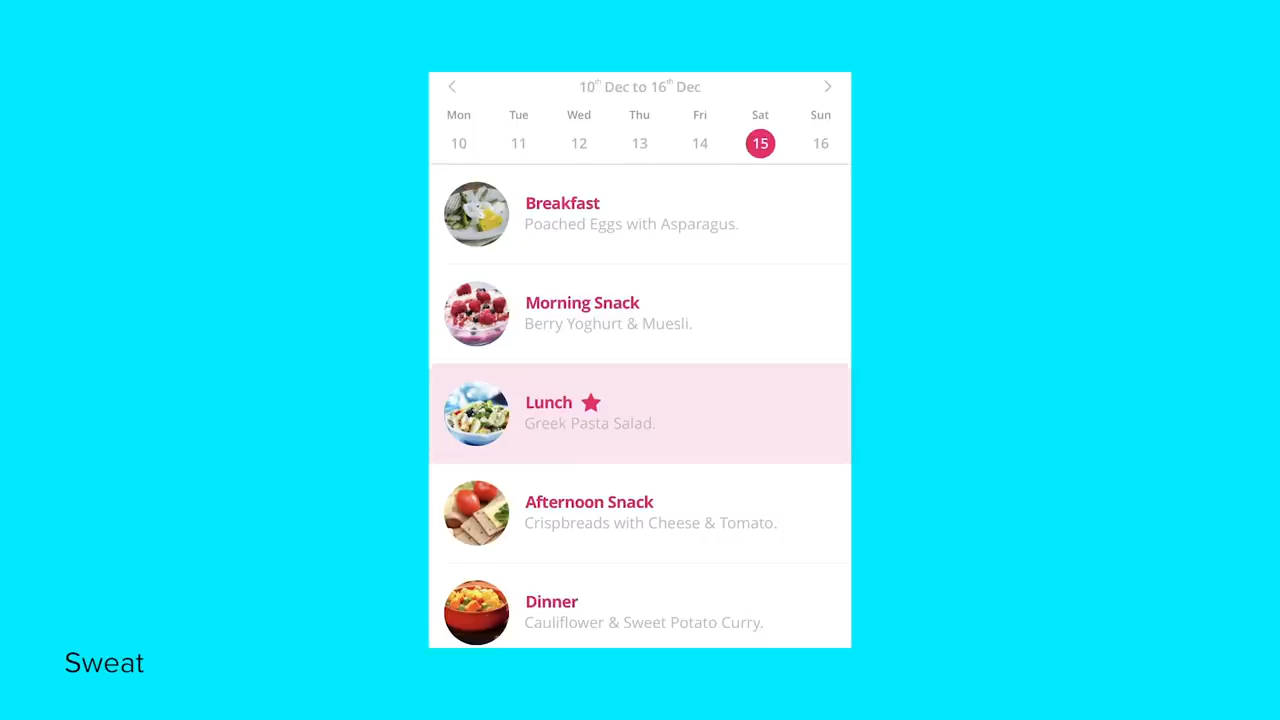 10th Dec to 16th Dec
Mon Tue Wed Thu Fri Sat Sun
10 11 12 13 14 15 16
Breakfast
Poached Eggs with Asparagus.
Morning Snack
Berry Yoghurt & Muesli.
Lunch
Greek Pasta Salad.
Afternoon Snack
Crispbreads with Cheese & Tomato.
Dinner
Cauliflower & Sweet Potato Curry.
Sweat